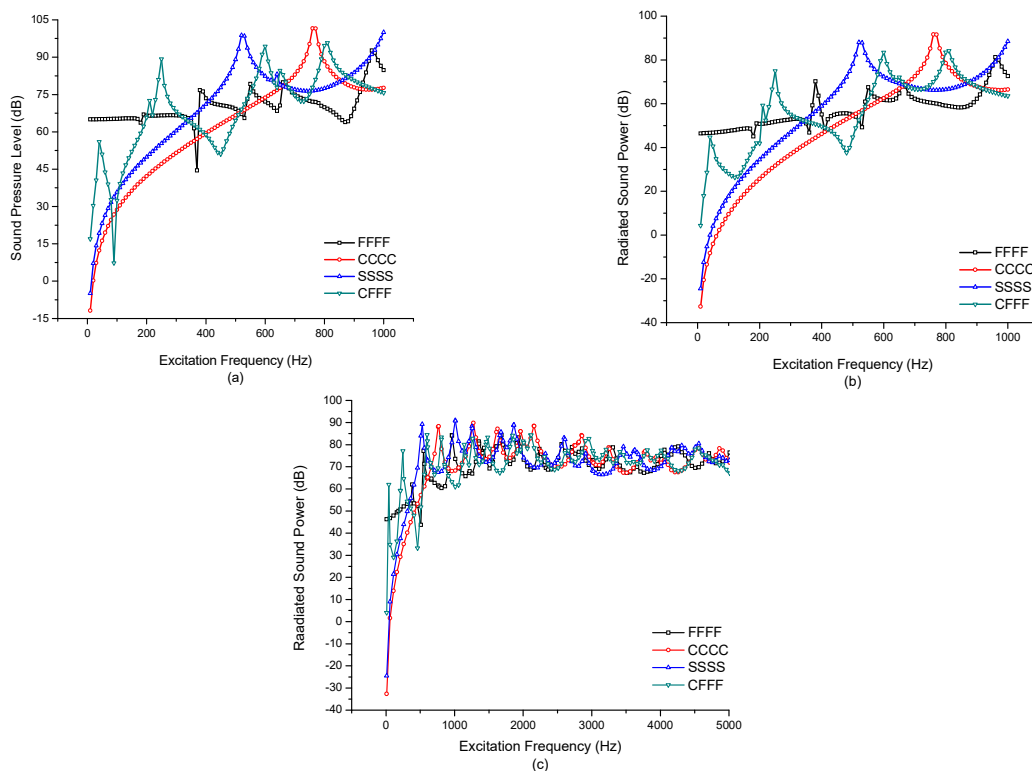 105
90
75
60
45
30
15
0
-15
0 200 400 600 800 1000
Sound Pressure Level (dB)
Excitation Frequency (Hz)
(a)
FFFF
CCCC
SSSS
CFFF
100
80
60
40
20
0
-20
-40
0 200 400 600 800 1000
Radiated Sound Power (dB)
Excitation Frequency (Hz)
(b)
FFFF
CCCC
SSSS
CFFF
100
90
80
70
60
50
40
30
20
10
0
-10
-20
-30
-40
0 1000 2000 3000 4000 5000
Raadiated Sound Power (dB)
Excitation Frequency (Hz)
(c)
FFFF
CCCC
SSSS
CFFF